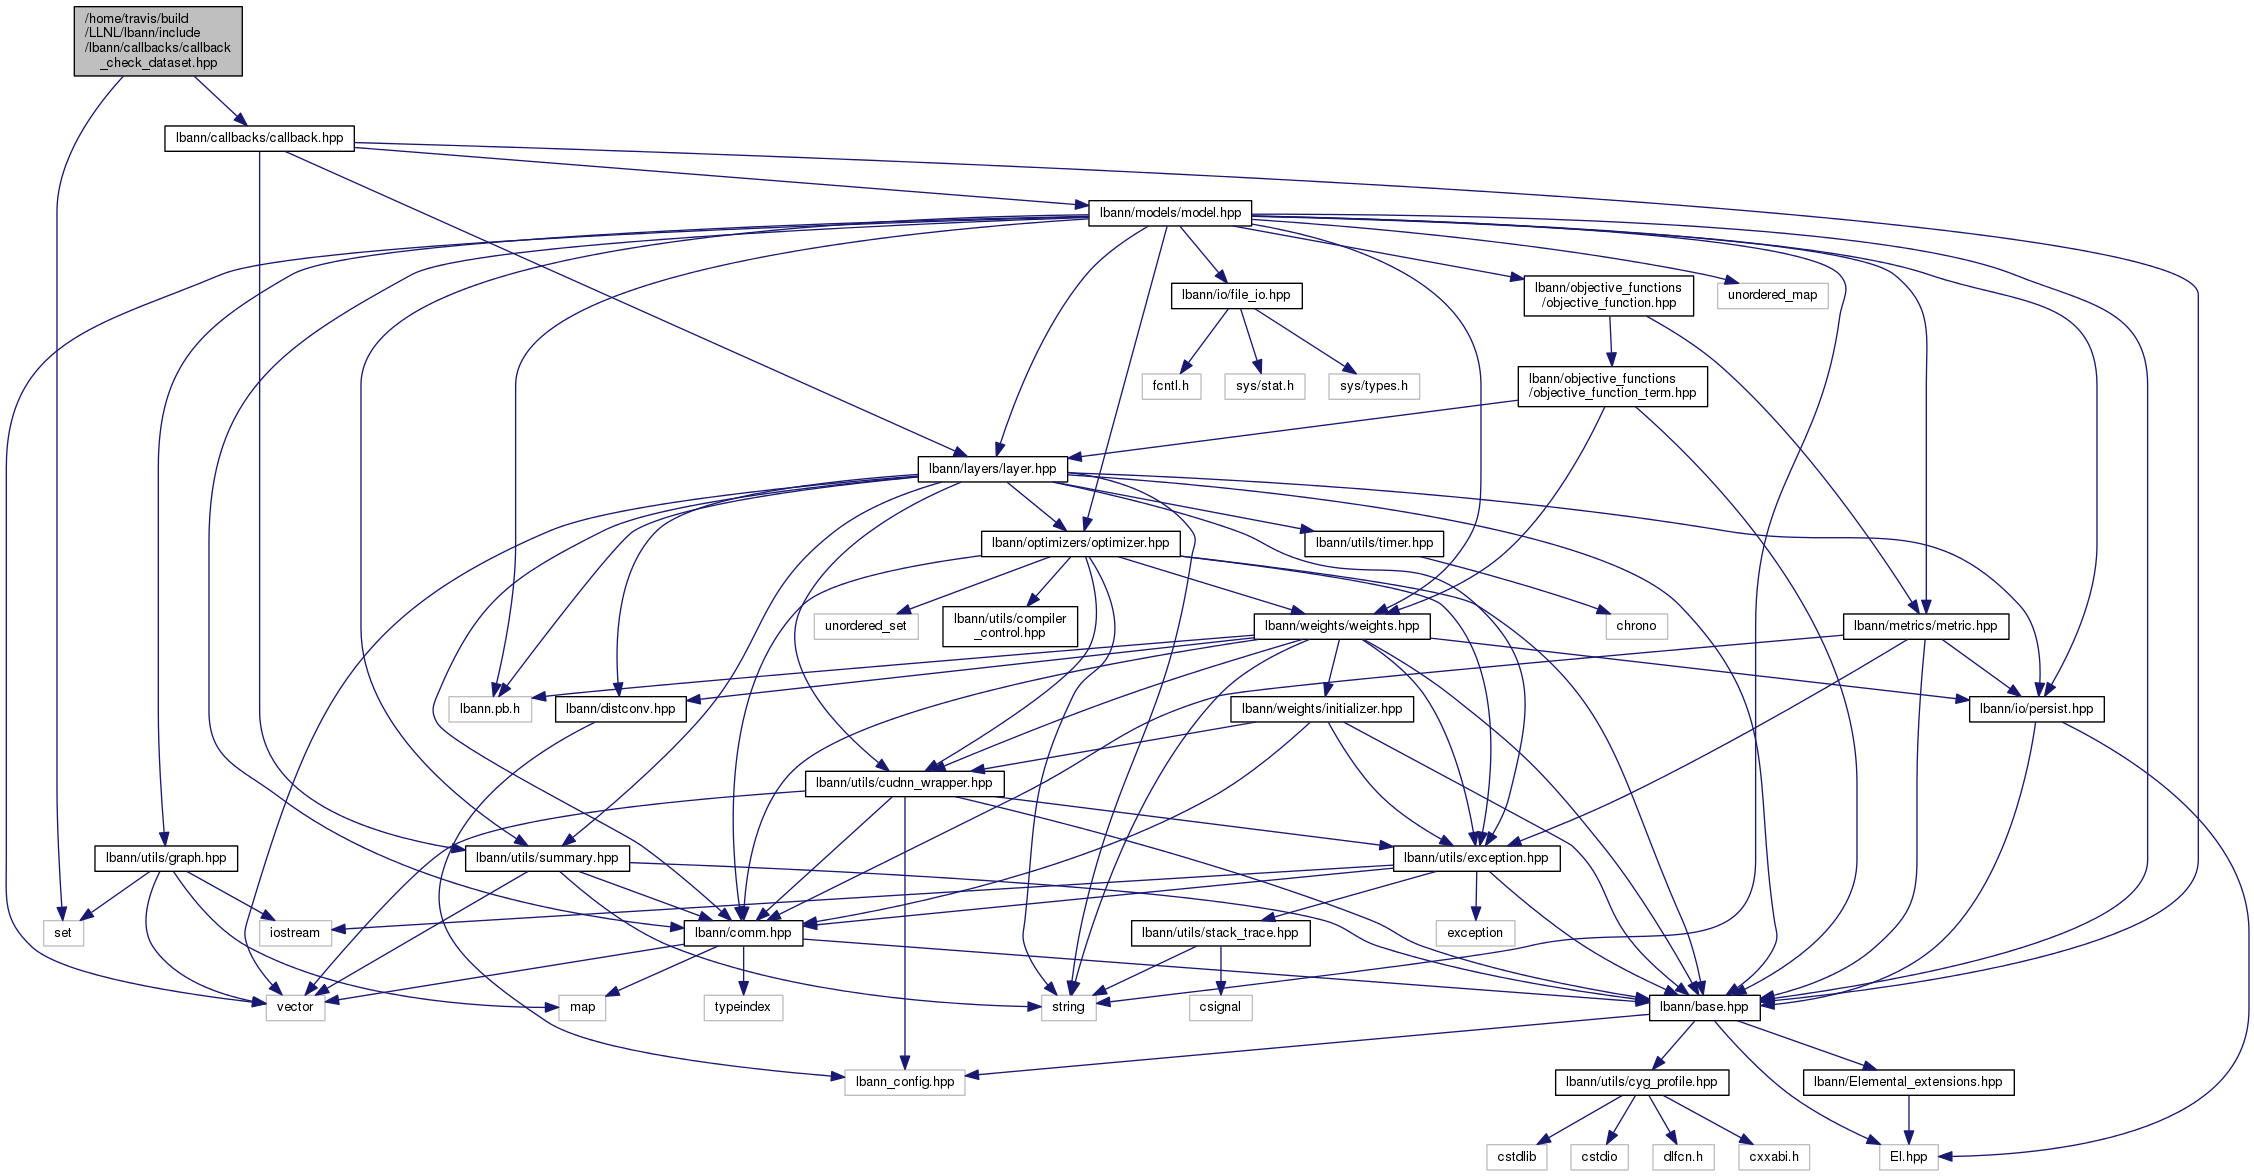 /home/travis/build
/LLNL/lbann/include
/lbann/callbacks/callback
_check_dataset.hpp
lbann/callbacks/callback.hpp
lbann/models/model.hpp
lbann/io/file_io.hpp
lbann/objective_functions
/objective_function.hpp
unordered_map
fcntl.h
sys/stat.h
sys/types.h
lbann/objective_functions
/objective_function_term.hpp
lbann/layers/layer.hpp
lbann/optimizers/optimizer.hpp
lbann/utils/timer.hpp
unordered_set
lbann/utils/compiler
_control.hpp
lbann/weights/weights.hpp
chrono
lbann/metrics/metric.hpp
lbann.pb.h
lbann/distconv.hpp
lbann/weights/initializer.hpp
lbann/io/persist.hpp
lbann/utils/cudnn_wrapper.hpp
lbann/utils/graph.hpp
lbann/utils/summary.hpp
lbann/utils/exception.hpp
set
iostream
lbann/comm.hpp
lbann/utils/stack_trace.hpp
exception
vector
map
typeindex
string
csignal
lbann/base.hpp
lbann_config.hpp
lbann/utils/cyg_profile.hpp
lbann/Elemental_extensions.hpp
cstdlib
cstdio
dlfcn.h
cxxabi.h
El.hpp